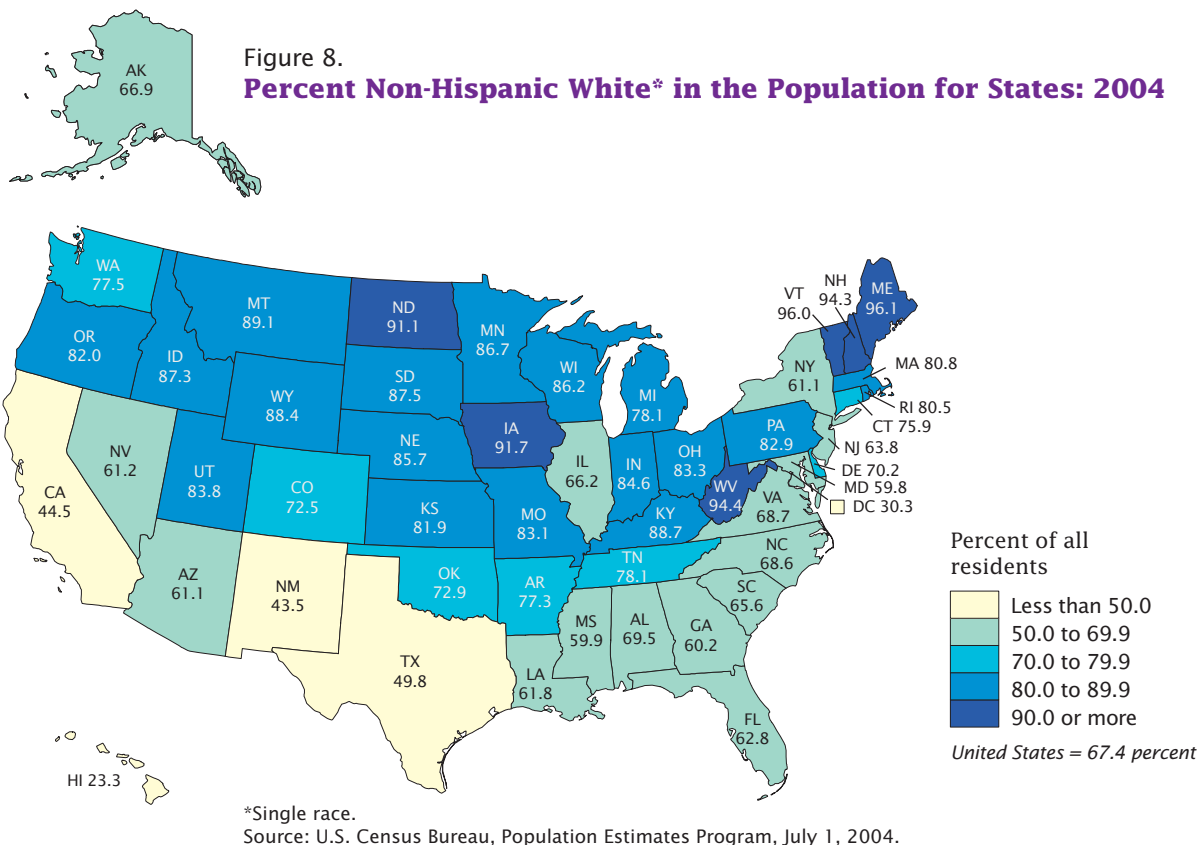 Figure 8.
Percent Non-Hispanic White* in the Population for States: 2004
AK
66.9
WA
77.5
OR
82.0
ID
87.3
MT
89.1
ND
91.1
MN
86.7
WI
86.2
MI
78.1
SD
87.5
WY
88.4
NE
85.7
IA
91.7
IL
66.2
IN
84.6
OH
83.3
PA
82.9
NY
61.1
VT
96.0
NH
94.3
ME
96.1
MA 80.8
RI 80.5
CT 75.9
NJ 63.8
DE 70.2
MD 59.8
DC 30.3
CA
44.5
NV
61.2
UT
83.8
CO
72.5
KS
81.9
MO
83.1
KY
88.7
WV
94.4
VA
68.7
NC
68.6
TN
78.1
SC
65.6
AZ
61.1
NM
43.5
OK
72.9
AR
77.3
MS
59.9
AL
69.5
GA
60.2
TX
49.8
LA
61.8
FL
62.8
HI 23.3
Percent of all
residents
Less than 50.0
50.0 to 69.9
70.0 to 79.9
80.0 to 89.9
90.0 or more
United States = 67.4 percent
*Single race.
Source: U.S. Census Bureau, Population Estimates Program, July 1, 2004.